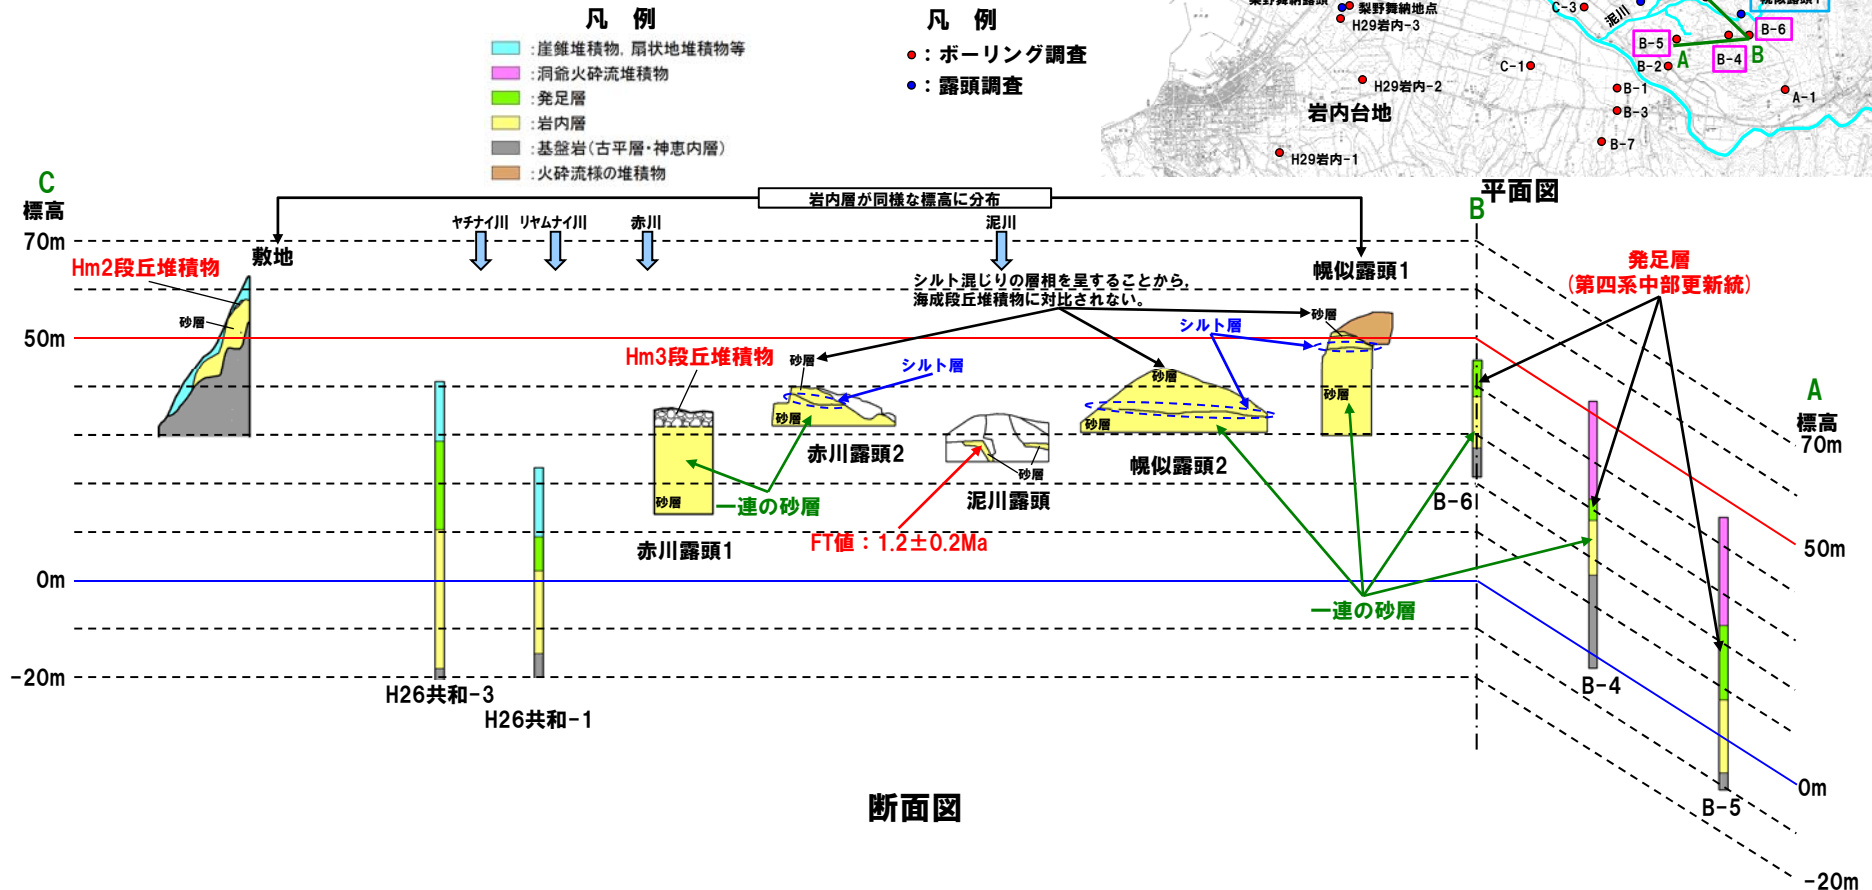 凡 例
:崖錐堆積物，扇状地堆積物等
:洞爺火砕流堆積物
:発足層
:岩内層
:基盤岩(古平層・神恵内層)
:火砕流様の堆積物
凡 例
:ボーリング調査
:露頭調査
梨野舞納地点
H29岩内-3
H29岩内-2
岩内台地
H29岩内-1
C-3
泥川
C-1
B-5
A
B-2
B-4
B
B-6
B-1
B-3
B-7
A-1
平面図
C
標高
70m
50m
0m
-20m
岩内層が同様な標高に分布
敷地
Hm2段丘堆積物
砂層
ヤチナイ川
リヤムナイ川
赤川
泥川
H26共和-3
H26共和-1
Hm3段丘堆積物
砂層
赤川露頭1
砂層
シルト層
砂層
赤川露頭2
一連の砂層
シルト混じりの層相を呈することから，
海成段丘堆積物に対比されない。
砂層
泥川露頭
FT値：1.2±0.2Ma
シルト層
砂層
砂層
幌似露頭2
幌似露頭1
砂層
砂層
一連の砂層
B
B-6
発足層
(第四系中部更新統)
B-4
B-5
A
標高
70m
50m
0m
-20m
断面図